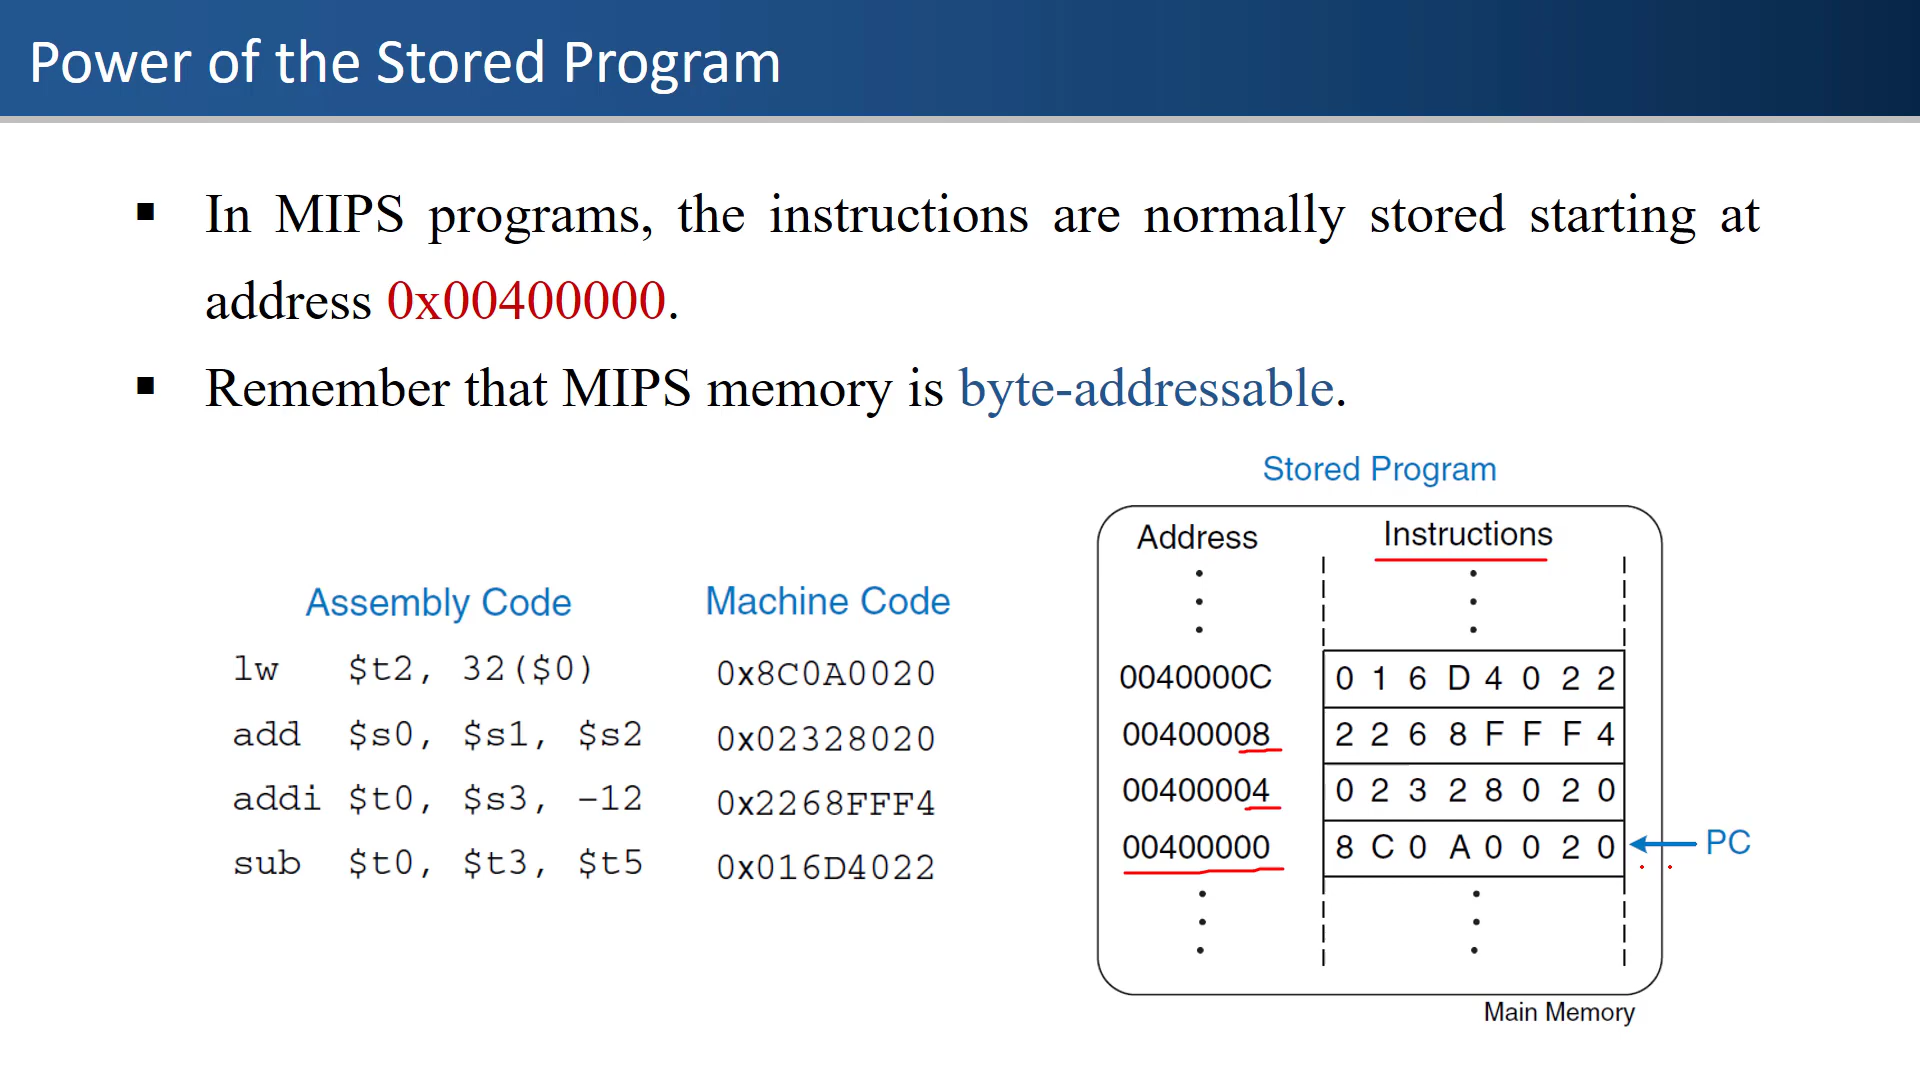 Power of the Stored Program
▪ In MIPS programs, the instructions are normally stored starting at
address 0x00400000.
▪ Remember that MIPS memory is byte-addressable.
Assembly Code Machine Code
lw $t2, 32($0) 0x8C0A0020
add $s0, $s1, $s2 0x02328020
addi $t0, $s3, −12 0x2268FFF4
sub $t0, $t3, $t5 0x016D4022
Stored Program
Address Instructions
0040000C 0 1 6 D 4 0 2 2
00400008 2 2 6 8 F F F 4
00400004 0 2 3 2 8 0 2 0
00400000 8 C 0 A 0 0 2 0 PC
Main Memory